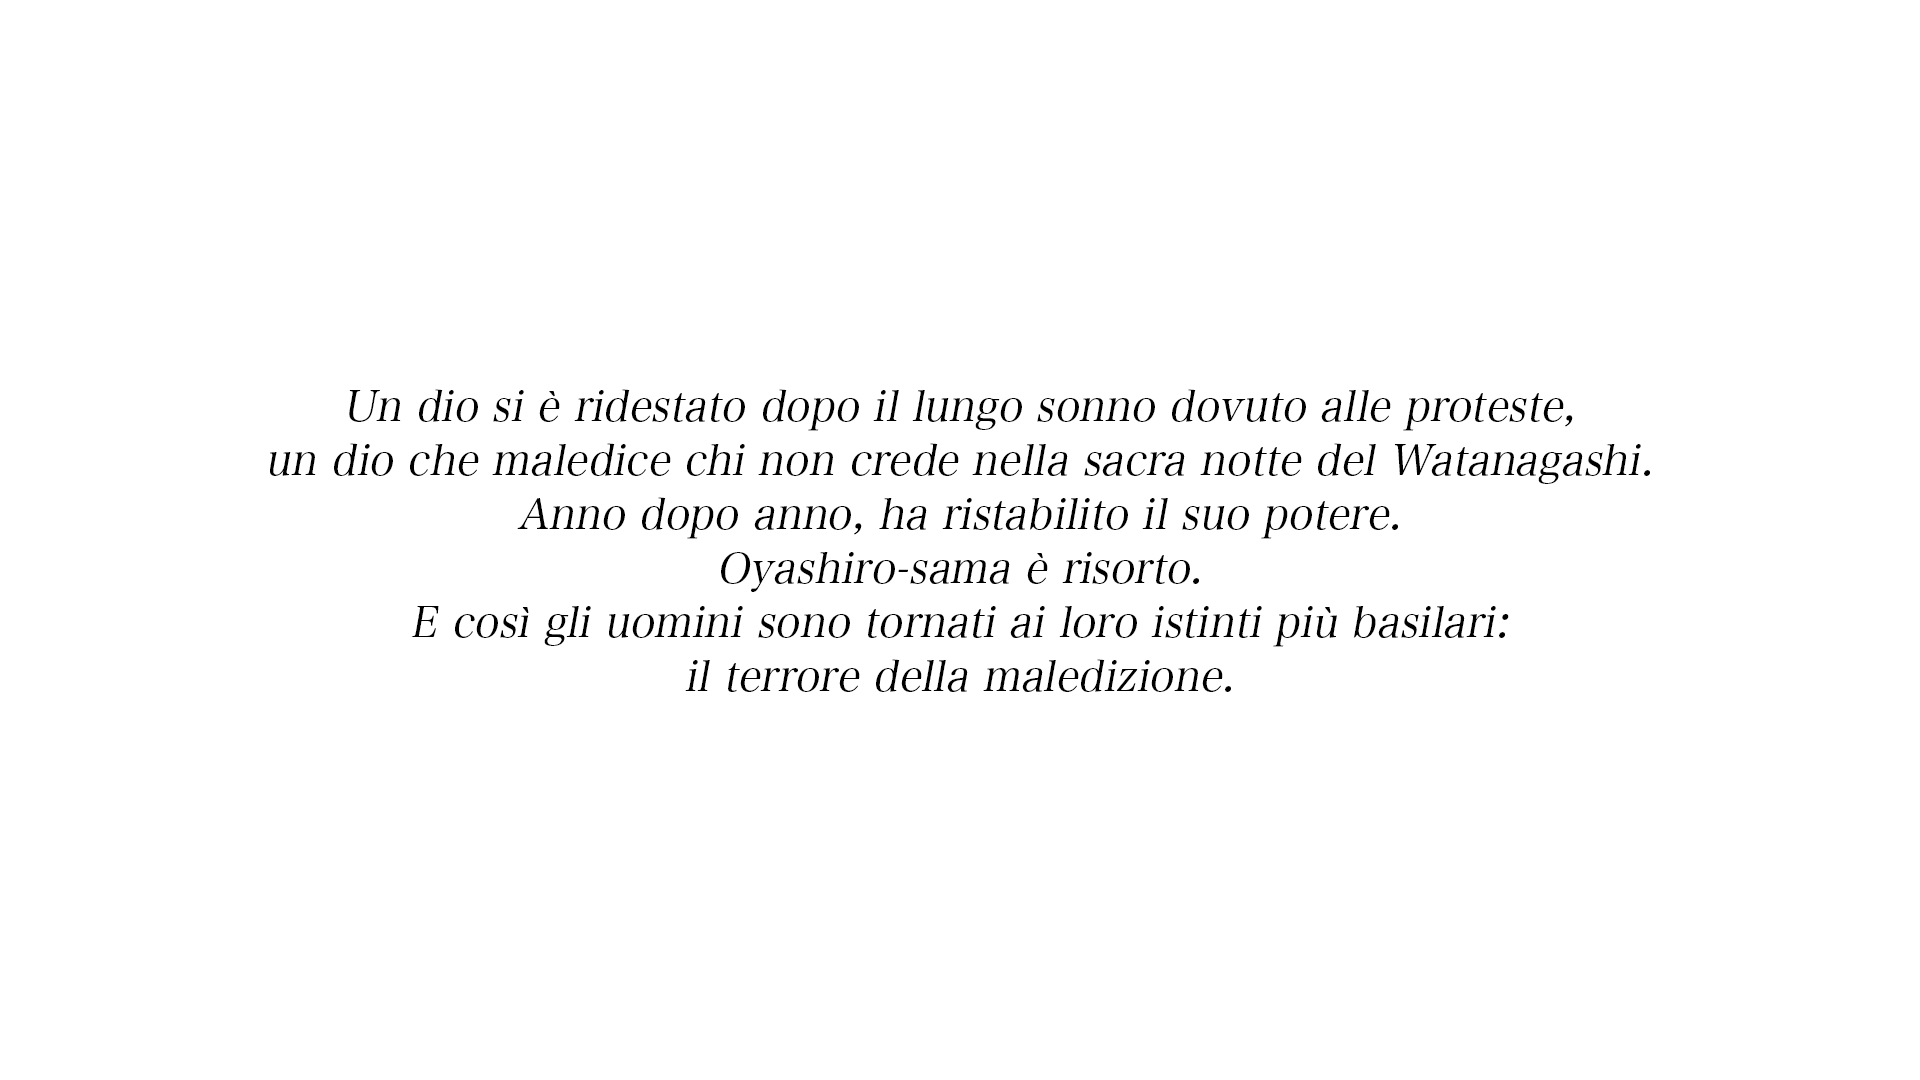 Un dio si è ridestato dopo il lungo sonno dovuto alle proteste,
un dio che maledice chi non crede nella sacra notte del Watanagashi.
Anno dopo anno, ha ristabilito il suo potere.
Oyashiro-sama è risorto.
E così gli uomini sono tornati ai loro istinti più basilari:
il terrore della maledizione.